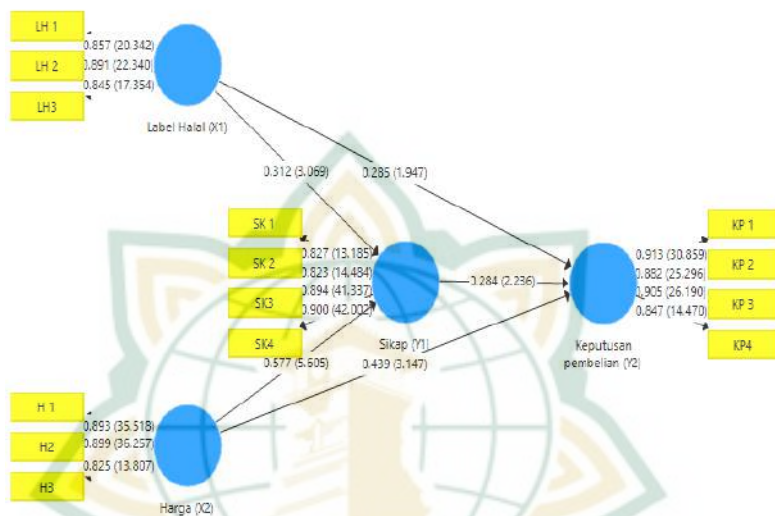 LH 1
0.857 (20.342)
LH 2
0.891 (22.340)
0.845 (17.354)
LH3
Label Halal (X1)
0.312 (3.069)
0.285 (1.947)
SK 1
SK 2
SK3
SK4
0.827 (13.185)
0.823 (14.484)
0.894 (41.337)
0.900 (42.002)
Sikap (Y1)
0.284 (2.236)
KP 1
KP 2
KP 3
KP4
0.913 (30.859)
0.882 (25.296)
0.905 (26.190)
0.847 (14.470)
Keputusan
pembelian (Y2)
0.577 (5.605)
0.439 (3.147)
H 1
0.893 (35.518)
H2
0.899 (36.257)
0.825 (13.807)
H3
Harga (X2)